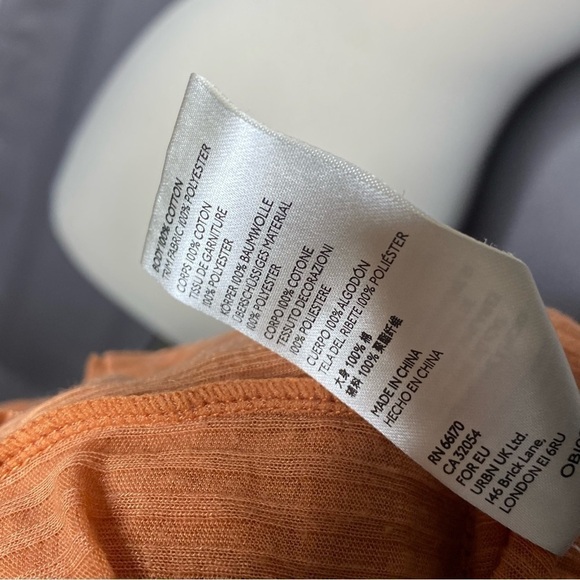 BODY 100% COTTON
TRIM FABRIC 100% POLYESTER
CORPS 100% COTON
TISSU DE GARNITURE
100% POLYESTER
KÖRPER 100% BAUMWOLLE
ÜBERSCHÜSSIGES MATERIAL
100% POLYESTER
CORPO 100% COTONE
TESSUTO DECORAZIONI
100% POLIESTERE
CUERPO 100% ALGODÓN
TELA DEL RIBETE 100% POLIÉSTER
大身 100% 棉
辅料 100% 聚酯纤维
MADE IN CHINA
HECHO EN CHINA
RN 66170
CA 32054
FOR EU
URBN UK Ltd.
146 Brick Lane,
LONDON E1 6RU